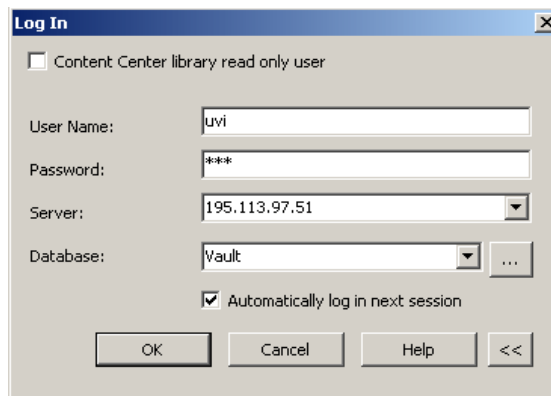 Log In
Content Center library read only user
User Name: uvi
Password: ***
Server: 195.113.97.51
Database: Vault ...
Automatically log in next session
OK Cancel Help <<